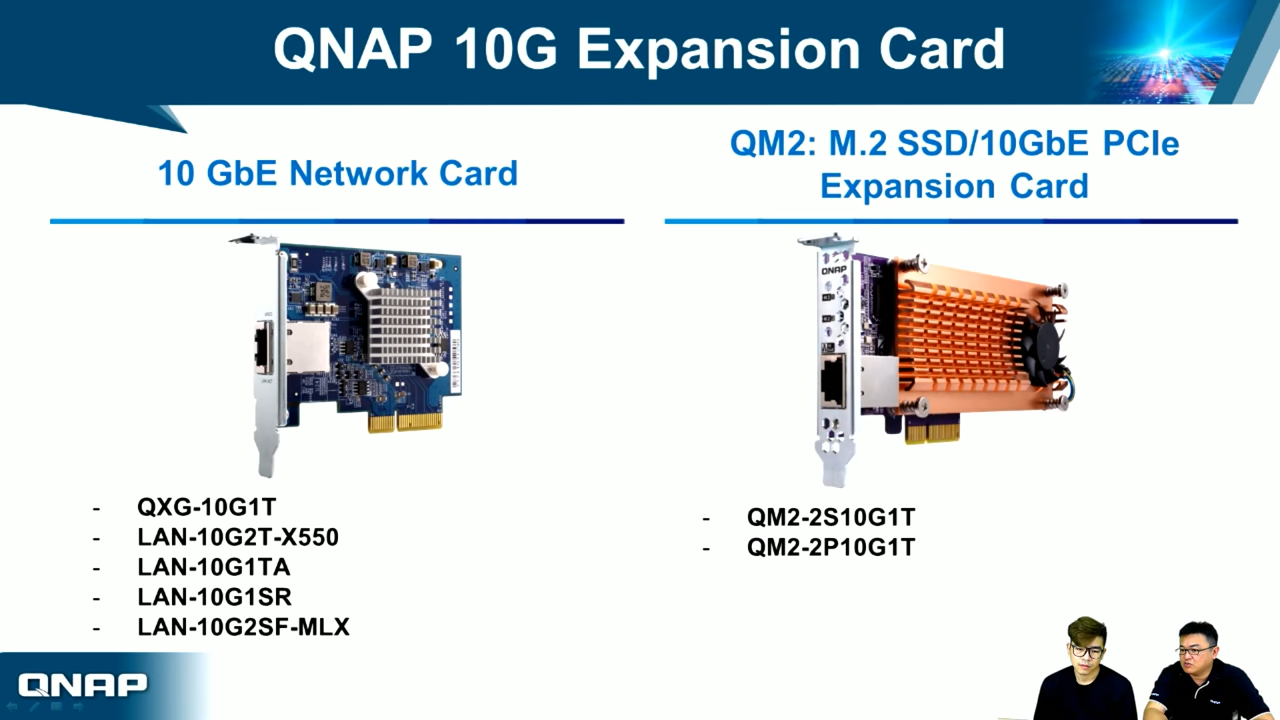 QNAP 10G Expansion Card
10 GbE Network Card
QM2: M.2 SSD/10GbE PCIe
Expansion Card
QNAP
- QXG-10G1T
- LAN-10G2T-X550
- LAN-10G1TA
- LAN-10G1SR
- LAN-10G2SF-MLX
- QM2-2S10G1T
- QM2-2P10G1T
QNAP